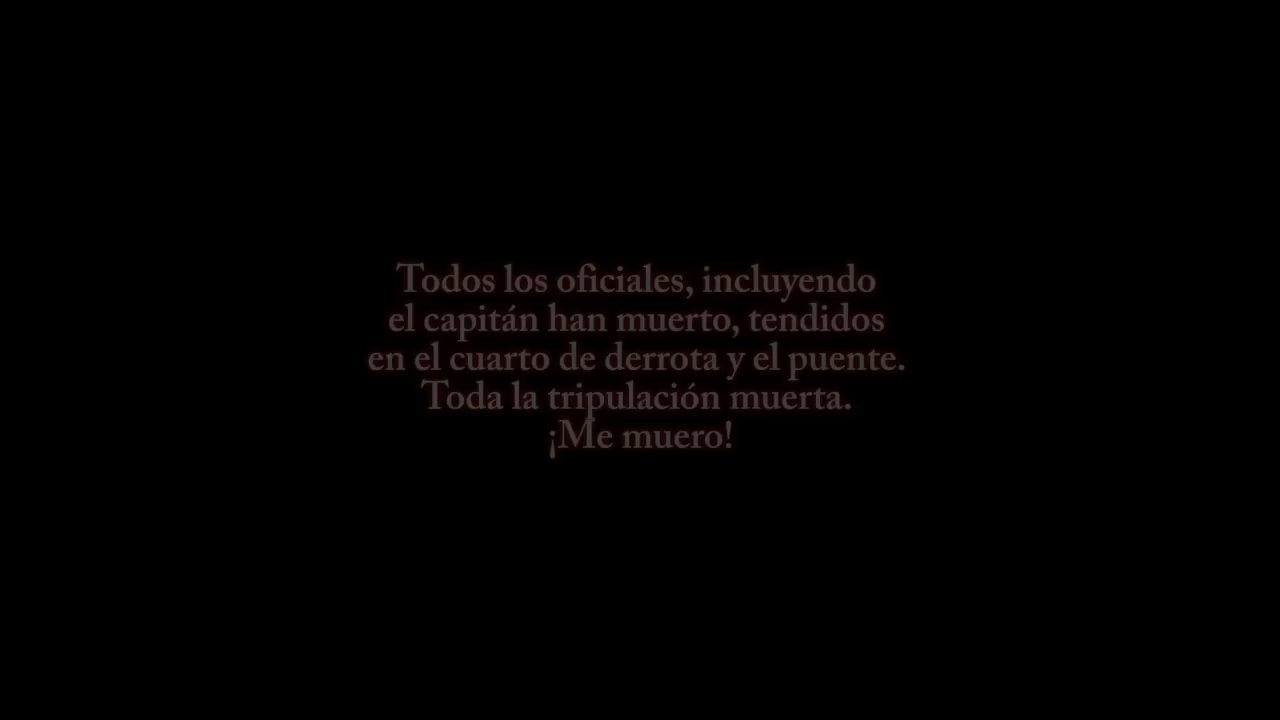 Todos los oficiales, incluyendo
el capitán han muerto, tendidos
en el cuarto de derrota y el puente.
Toda la tripulación muerta.
¡Me muero!